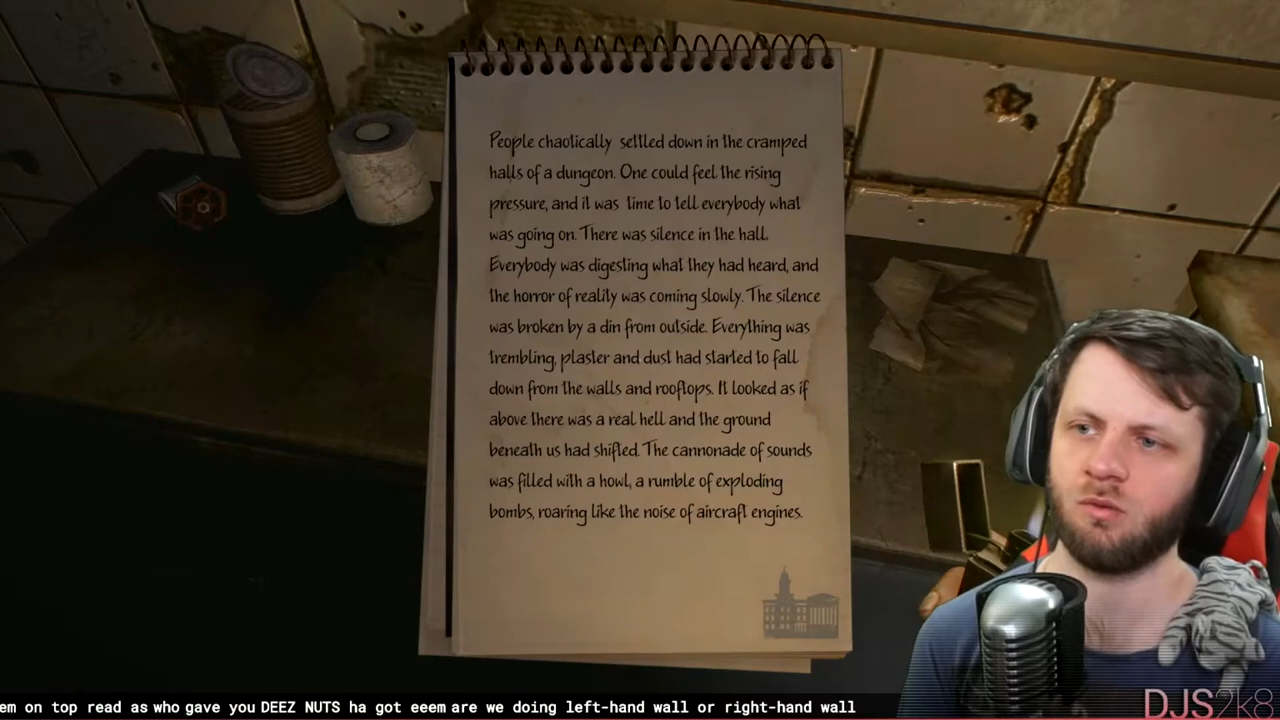 People chaotically settled down in the cramped
halls of a dungeon. One could feel the rising
pressure, and it was time to tell everybody what
was going on. There was silence in the hall.
Everybody was digesting what they had heard, and
the horror of reality was coming slowly. The silence
was broken by a din from outside. Everything was
trembling, plaster and dust had started to fall
down from the walls and rooftops. It looked as if
above there was a real hell and the ground
beneath us had shifted. The cannonade of sounds
was filled with a howl, a rumble of exploding
bombs, roaring like the noise of aircraft engines.
em on top read as who gave you DEEZ NUTS ha got eeem are we doing left-hand wall or right-hand wall
DJS2k8